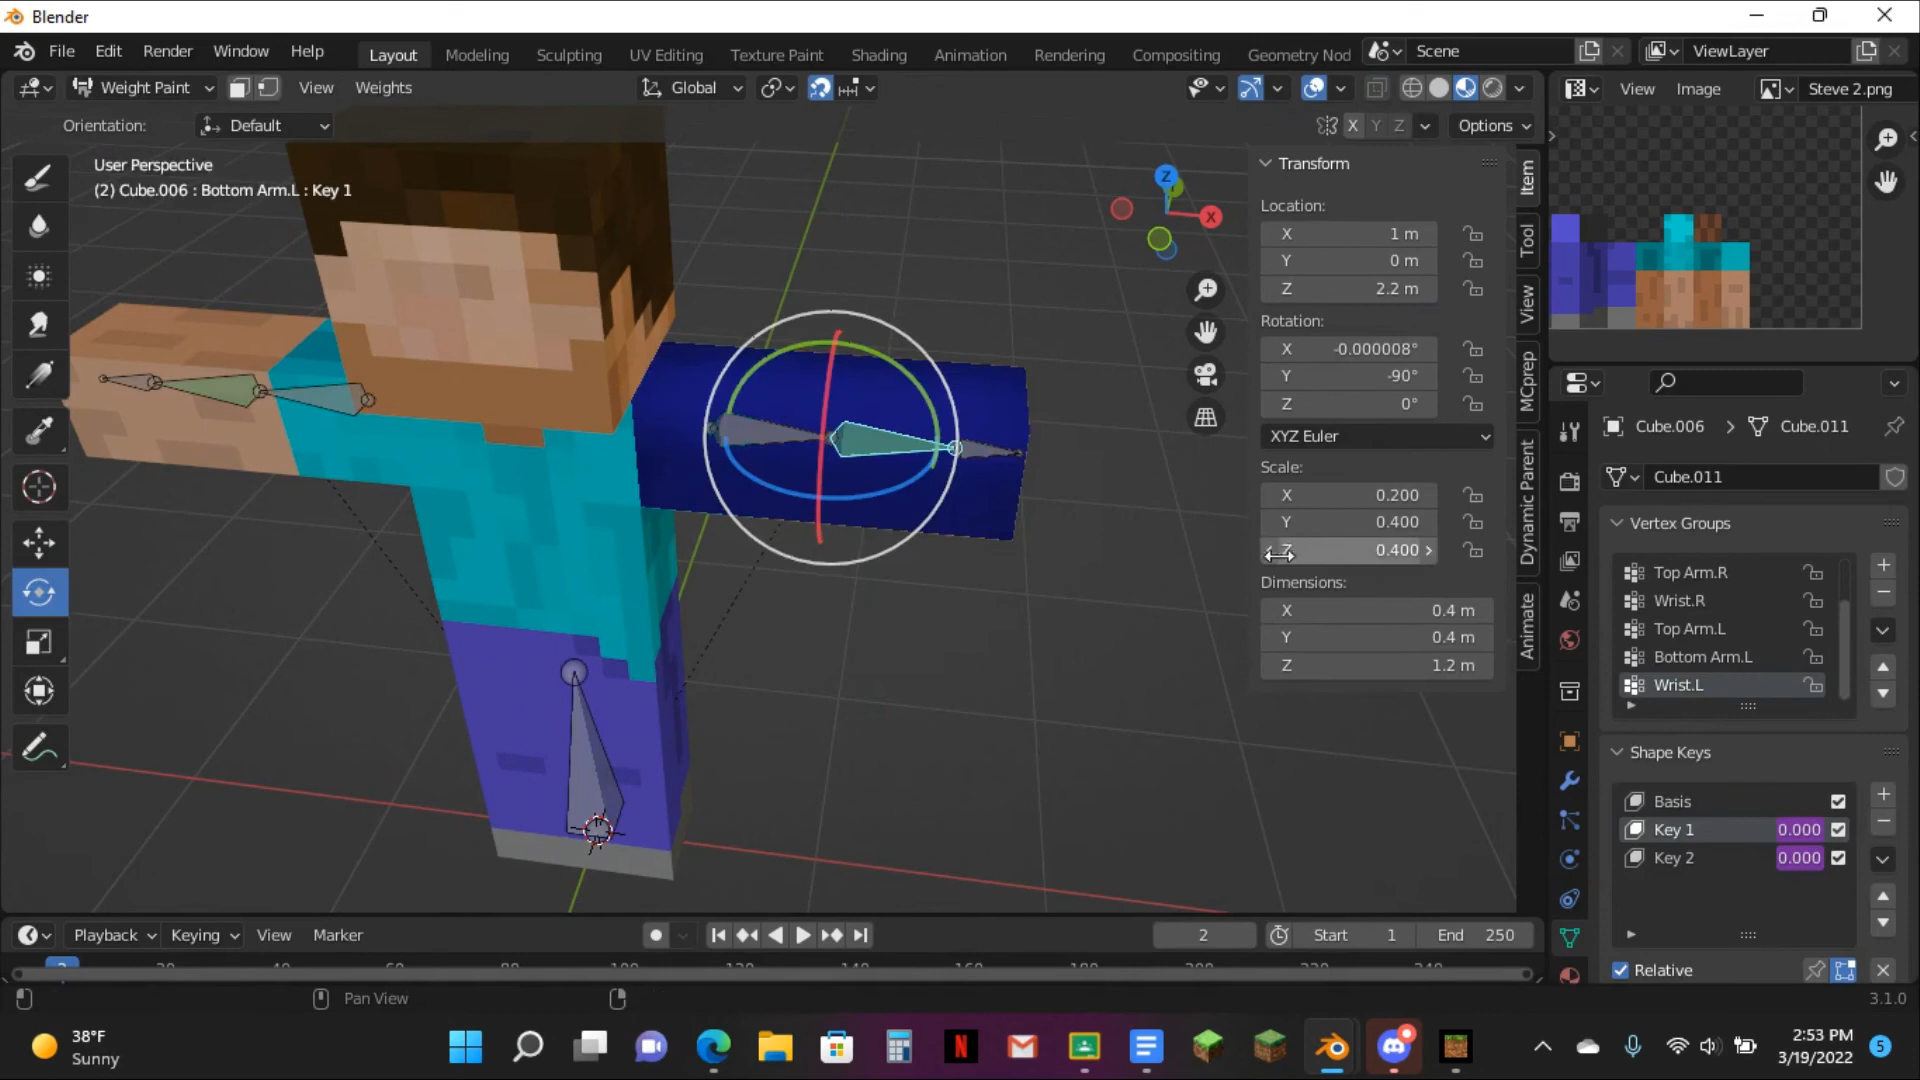 Blender
File Edit Render Window Help Layout Modeling Sculpting UV Editing Texture Paint Shading Animation Rendering Compositing Geometry Nod Scene ViewLayer
Weight Paint View Weights Global View Image Steve 2.png
Orientation: Default X Y Z Options
User Perspective
(2) Cube.006 : Bottom Arm.L : Key 1
Z
X
Transform
Location:
X 1 m
Y 0 m
Z 2.2 m
Rotation:
X -0.000008°
Y -90°
Z 0°
XYZ Euler
Scale:
X 0.200
Y 0.400
Z 0.400
Dimensions:
X 0.4 m
Y 0.4 m
Z 1.2 m
Item
Tool
View
MCprep
Dynamic Parent
Animate
Cube.006 Cube.011
Cube.011
Vertex Groups
Top Arm.R
Wrist.R
Top Arm.L
Bottom Arm.L
Wrist.L
Shape Keys
Basis
Key 1 0.000
Key 2 0.000
Relative
Playback Keying View Marker 2 Start 1 End 250
2
Pan View 3.1.0
38°F
Sunny
2:53 PM
3/19/2022
5